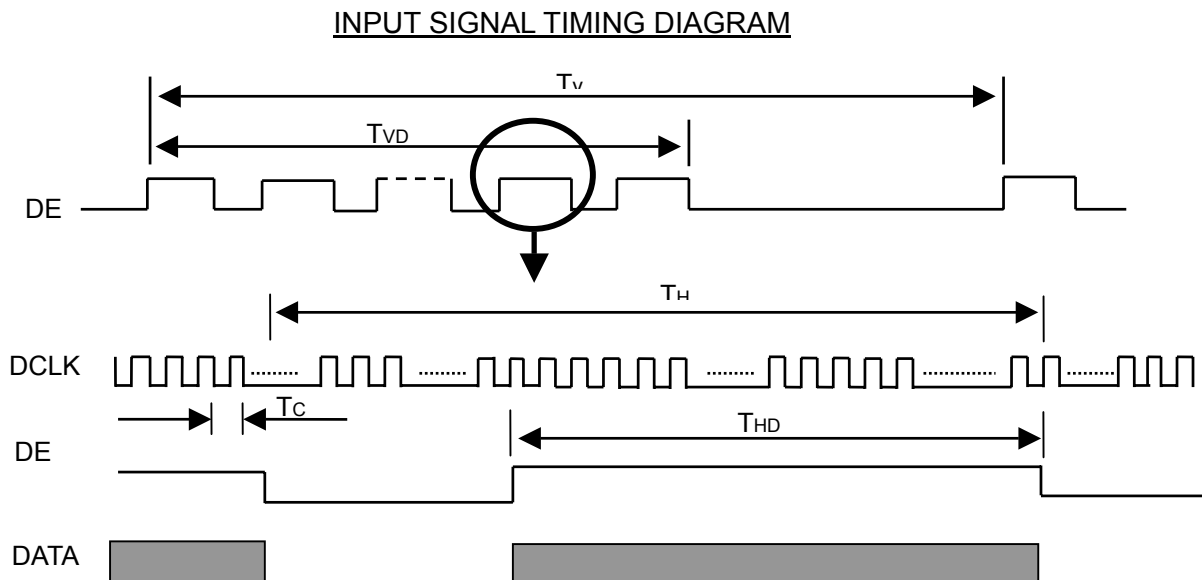 INPUT SIGNAL TIMING DIAGRAM
Tv
TVD
DE
TH
DCLK
TC
THD
DE
DATA